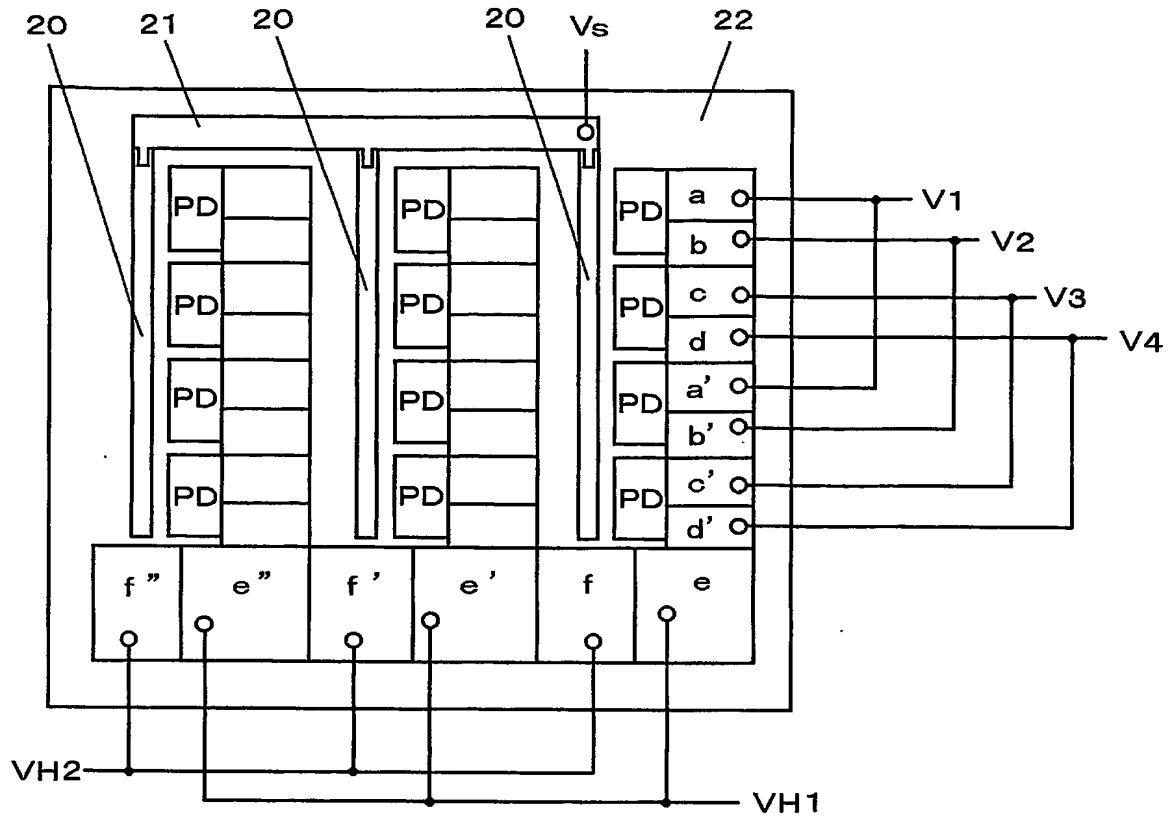 20 21 20 20 Vs 22
PD PD PD a V1
b V2
PD PD PD c V3
d V4
PD PD PD a'
b'
PD PD PD c'
d'
f" e" f' e' f e
VH2
VH1